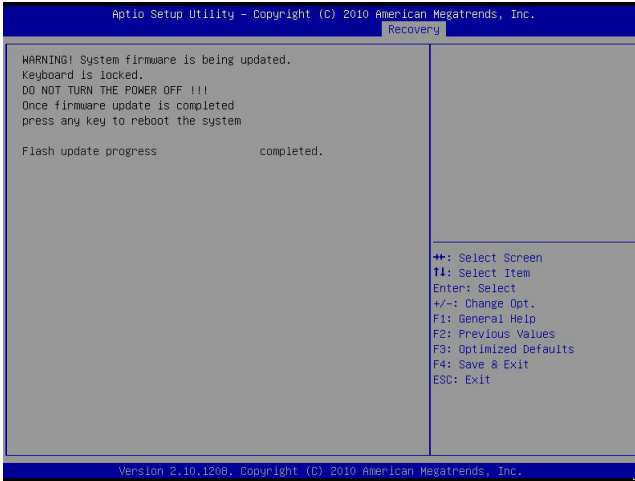 Aptio Setup Utility – Copyright (C) 2010 American Megatrends, Inc.
Recovery
WARNING! System firmware is being updated.
Keyboard is locked.
DO NOT TURN THE POWER OFF !!!
Once firmware update is completed
press any key to reboot the system
Flash update progress completed.
→←: Select Screen
↑↓: Select Item
Enter: Select
+/-: Change Opt.
F1: General Help
F2: Previous Values
F3: Optimized Defaults
F4: Save & Exit
ESC: Exit
Version 2.10.1208. Copyright (C) 2010 American Megatrends, Inc.